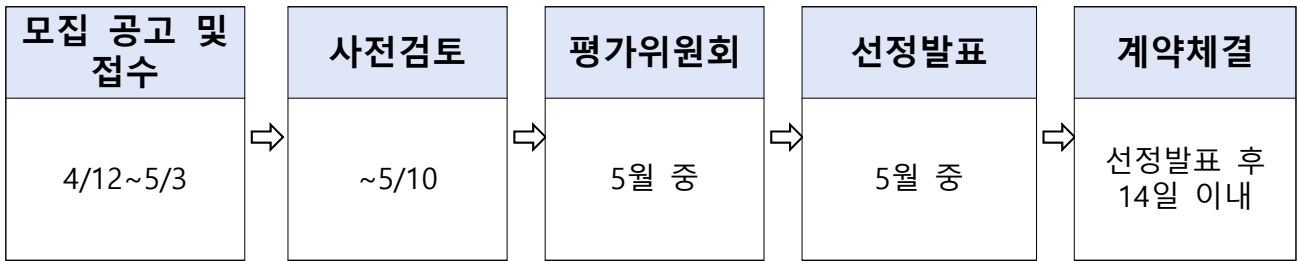 모집 공고 및
접수
사전검토
평가위원회
선정발표
계약체결
4/12~5/3
~5/10
5월 중
5월 중
선정발표 후
14일 이내